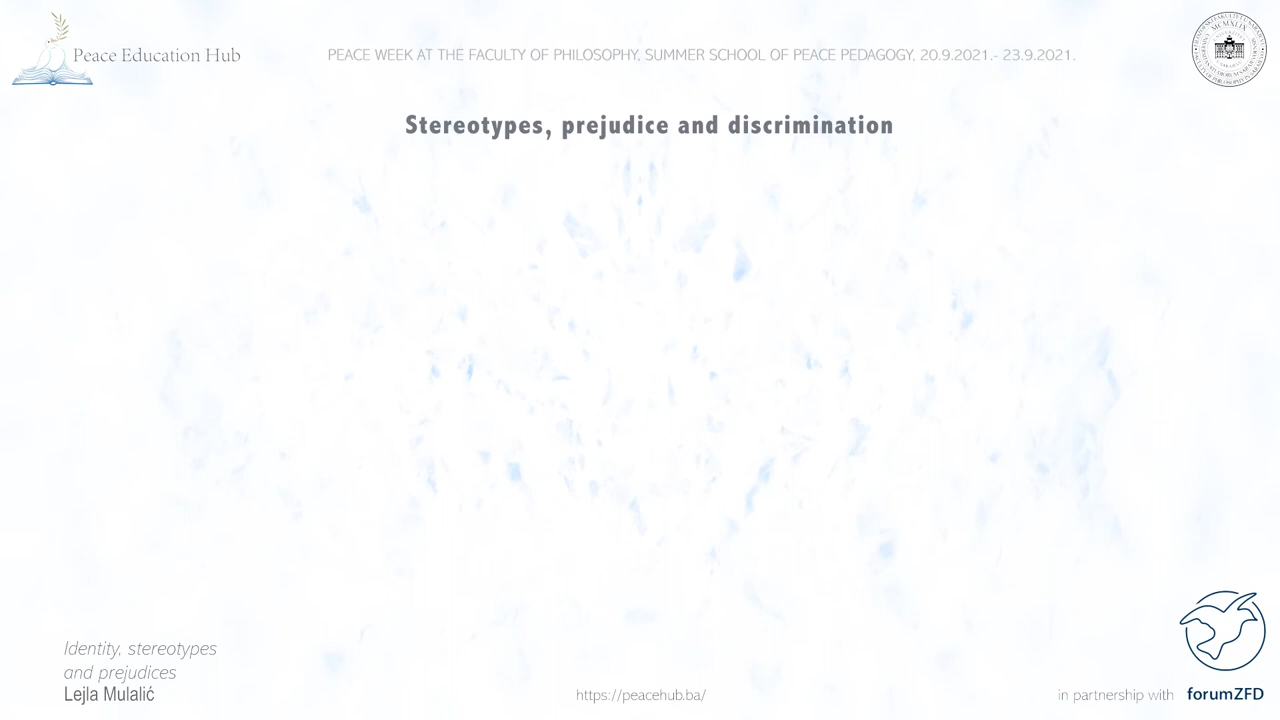 Peace Education Hub
PEACE WEEK AT THE FACULTY OF PHILOSOPHY, SUMMER SCHOOL OF PEACE PEDAGOGY, 20.9.2021.- 23.9.2021.
Stereotypes, prejudice and discrimination
Identity, stereotypes
and prejudices
Lejla Mulalić
https://peacehub.ba/
in partnership with forumZFD